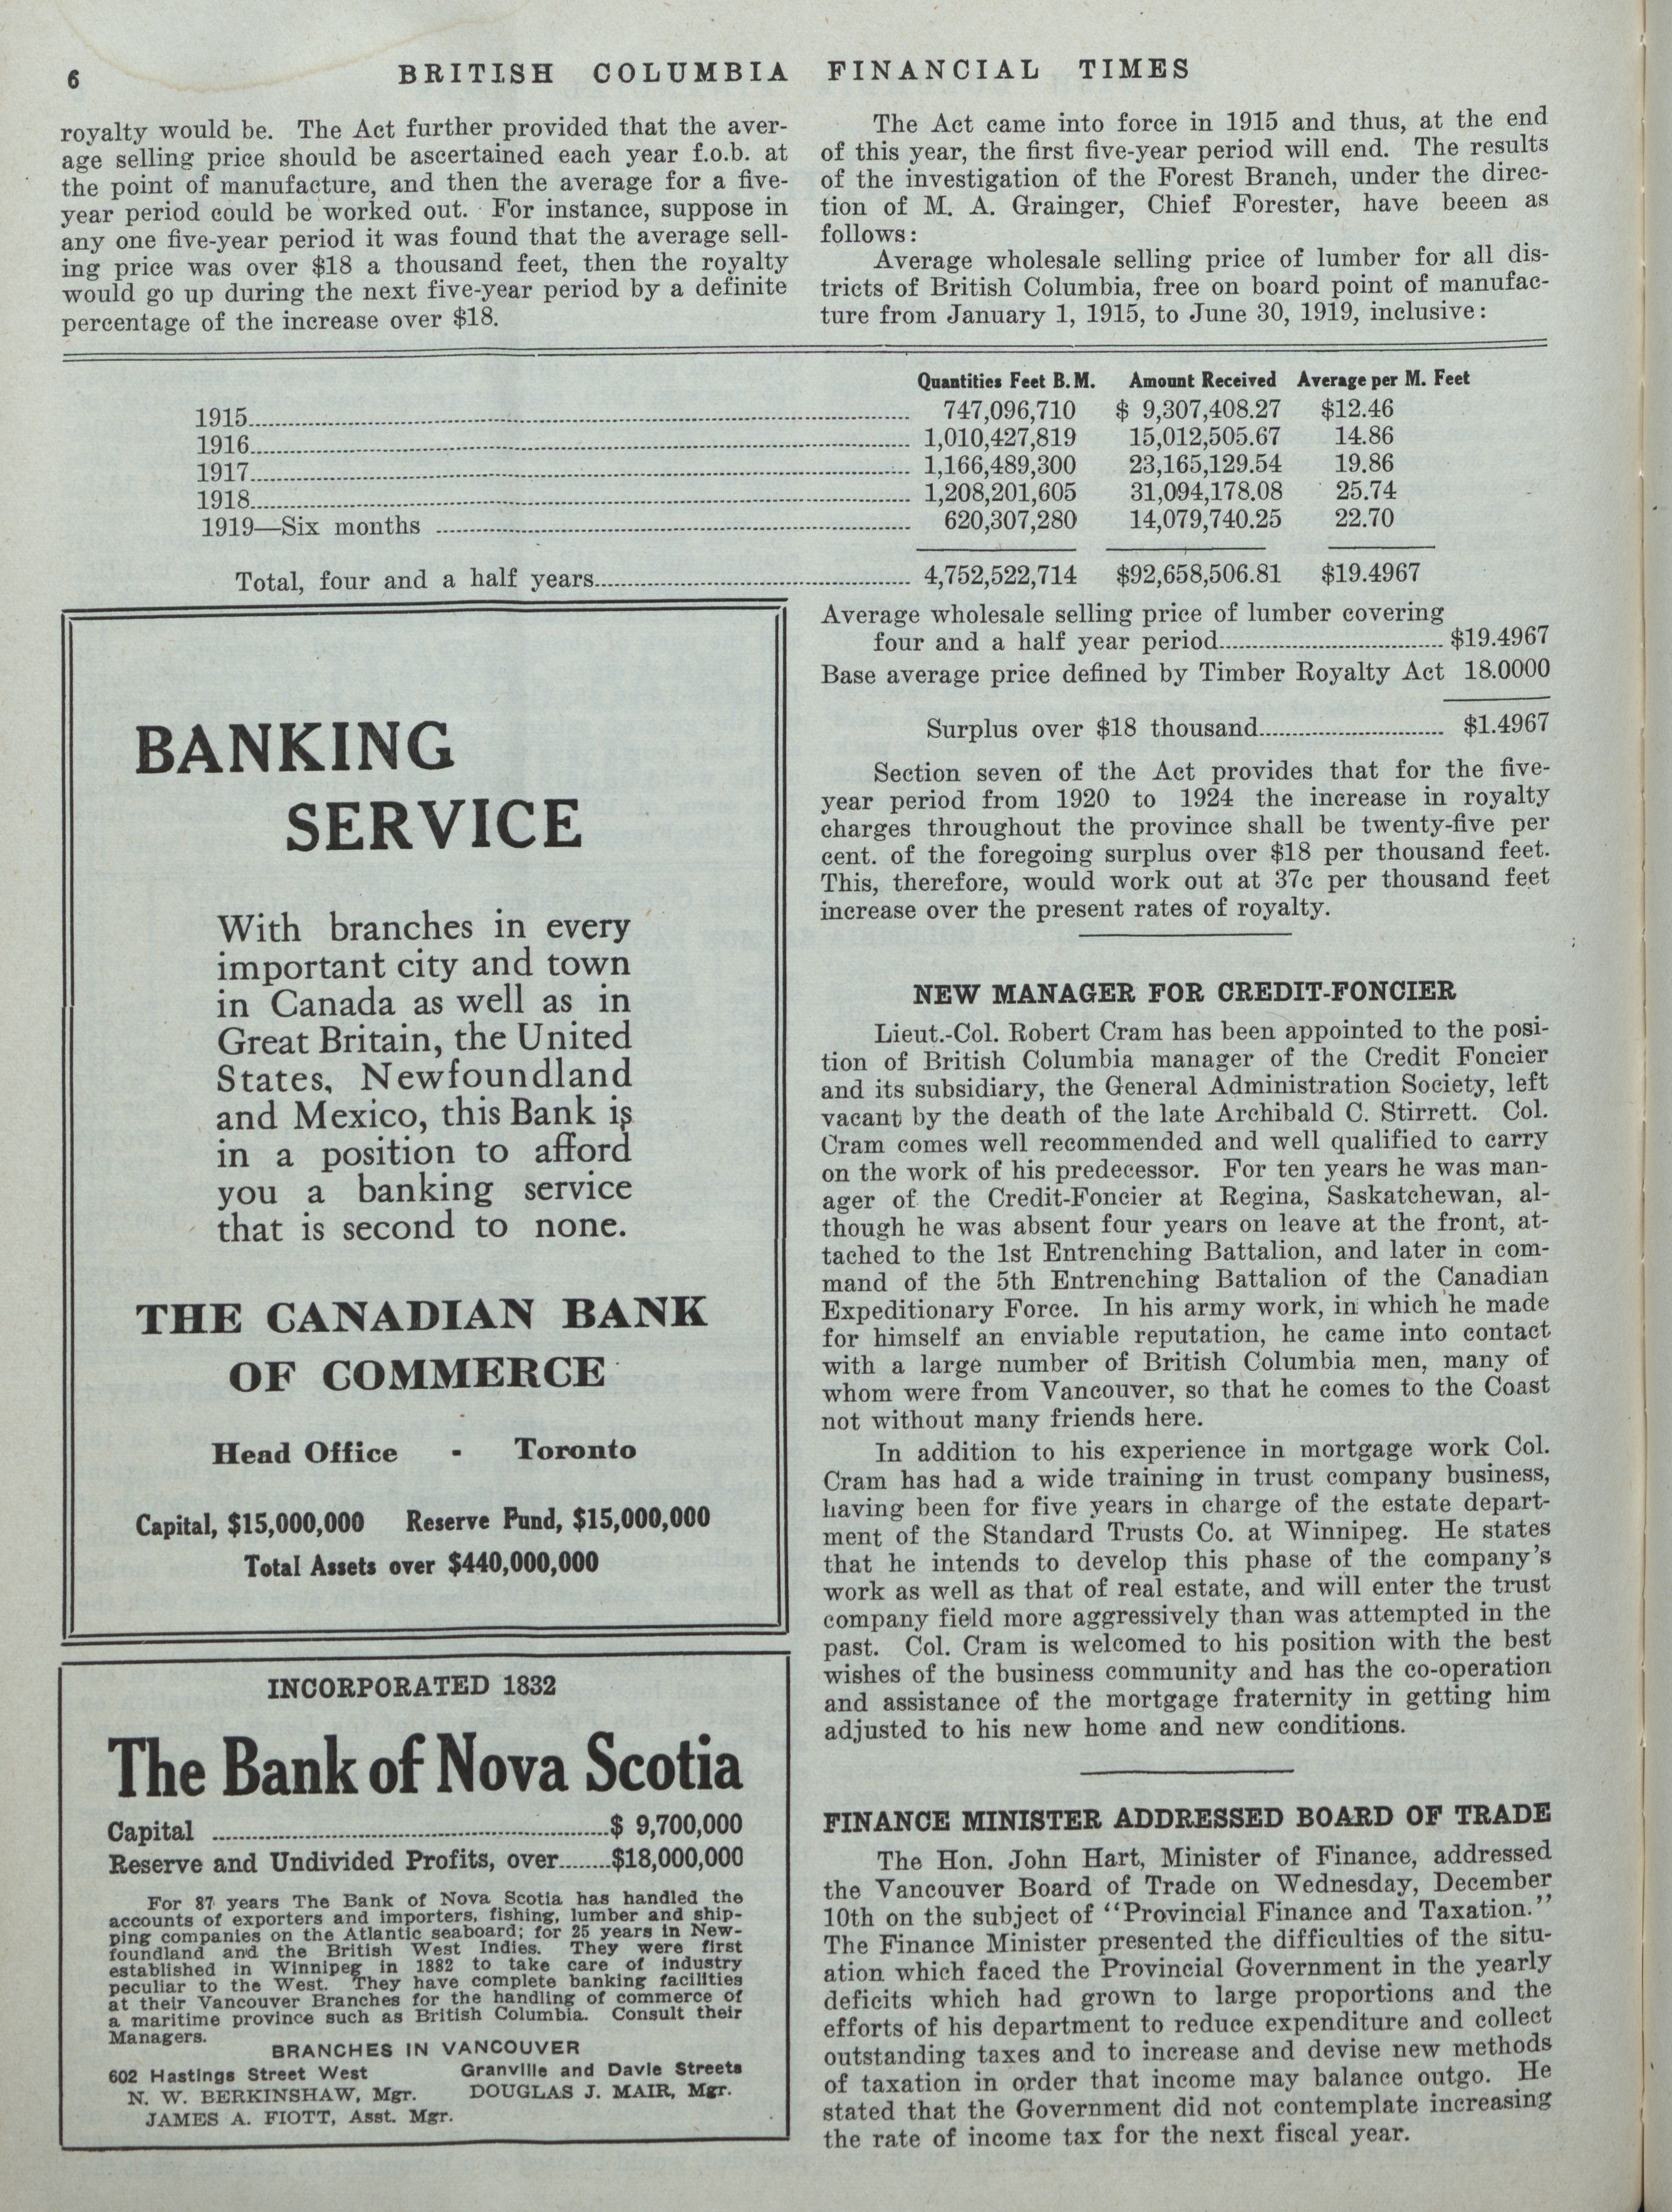 6
BRITISH COLUMBIA FINANCIAL TIMES
royalty would be. The Act further provided that the aver-
age selling price should be ascertained each year f.o.b. at
the point of manufacture, and then the average for a five-
year period could be worked out. For instance, suppose in
any one five-year period it was found that the average sell-
ing price was over $18 a thousand feet, then the royalty
would go up during the next five-year period by a definite
percentage of the increase over $18.
The Act came into force in 1915 and thus, at the end
of this year, the first five-year period will end. The results
of the investigation of the Forest Branch, under the direc-
tion of M. A. Grainger, Chief Forester, have beeen as
follows:
Average wholesale selling price of lumber for all dis-
tricts of British Columbia, free on board point of manufac-
ture from January 1, 1915, to June 30, 1919, inclusive:
Quantities Feet B.M. Amount Received Average per M. Feet
1915 747,096,710 $ 9,307,408.27 $12.46
1916 1,010,427,819 15,012,505.67 14.86
1917 1,166,489,300 23,165,129.54 19.86
1918 1,208,201,605 31,094,178.08 25.74
1919—Six months 620,307,280 14,079,740.25 22.70
Total, four and a half years 4,752,522,714 $92,658,506.81 $19.4967
BANKING
SERVICE
With branches in every
important city and town
in Canada as well as in
Great Britain, the United
States, Newfoundland
and Mexico, this Bank is
in a position to afford
you a banking service
that is second to none.
THE CANADIAN BANK
OF COMMERCE
Head Office - Toronto
Capital, $15,000,000 Reserve Fund, $15,000,000
Total Assets over $440,000,000
INCORPORATED 1832
The Bank of Nova Scotia
Capital $ 9,700,000
Reserve and Undivided Profits, over $18,000,000
For 87 years The Bank of Nova Scotia has handled the
accounts of exporters and importers, fishing, lumber and ship-
ping companies on the Atlantic seaboard; for 25 years in New-
foundland and the British West Indies. They were first
established in Winnipeg in 1882 to take care of industry
peculiar to the West. They have complete banking facilities
at their Vancouver Branches for the handling of commerce of
a maritime province such as British Columbia. Consult their
Managers.
BRANCHES IN VANCOUVER
602 Hastings Street West Granville and Davie Streets
N. W. BERKINSHAW, Mgr. DOUGLAS J. MAIR, Mgr.
JAMES A. FIOTT, Asst. Mgr.
Average wholesale selling price of lumber covering
four and a half year period $19.4967
Base average price defined by Timber Royalty Act 18.0000
Surplus over $18 thousand $1.4967
Section seven of the Act provides that for the five-
year period from 1920 to 1924 the increase in royalty
charges throughout the province shall be twenty-five per
cent. of the foregoing surplus over $18 per thousand feet.
This, therefore, would work out at 37c per thousand feet
increase over the present rates of royalty.
NEW MANAGER FOR CREDIT-FONCIER
Lieut.-Col. Robert Cram has been appointed to the posi-
tion of British Columbia manager of the Credit Foncier
and its subsidiary, the General Administration Society, left
vacant by the death of the late Archibald C. Stirrett. Col.
Cram comes well recommended and well qualified to carry
on the work of his predecessor. For ten years he was man-
ager of the Credit-Foncier at Regina, Saskatchewan, al-
though he was absent four years on leave at the front, at-
tached to the 1st Entrenching Battalion, and later in com-
mand of the 5th Entrenching Battalion of the Canadian
Expeditionary Force. In his army work, in which he made
for himself an enviable reputation, he came into contact
with a large number of British Columbia men, many of
whom were from Vancouver, so that he comes to the Coast
not without many friends here.
In addition to his experience in mortgage work Col.
Cram has had a wide training in trust company business,
having been for five years in charge of the estate depart-
ment of the Standard Trusts Co. at Winnipeg. He states
that he intends to develop this phase of the company's
work as well as that of real estate, and will enter the trust
company field more aggressively than was attempted in the
past. Col. Cram is welcomed to his position with the best
wishes of the business community and has the co-operation
and assistance of the mortgage fraternity in getting him
adjusted to his new home and new conditions.
FINANCE MINISTER ADDRESSED BOARD OF TRADE
The Hon. John Hart, Minister of Finance, addressed
the Vancouver Board of Trade on Wednesday, December
10th on the subject of "Provincial Finance and Taxation."
The Finance Minister presented the difficulties of the situ-
ation which faced the Provincial Government in the yearly
deficits which had grown to large proportions and the
efforts of his department to reduce expenditure and collect
outstanding taxes and to increase and devise new methods
of taxation in order that income may balance outgo. He
stated that the Government did not contemplate increasing
the rate of income tax for the next fiscal year.